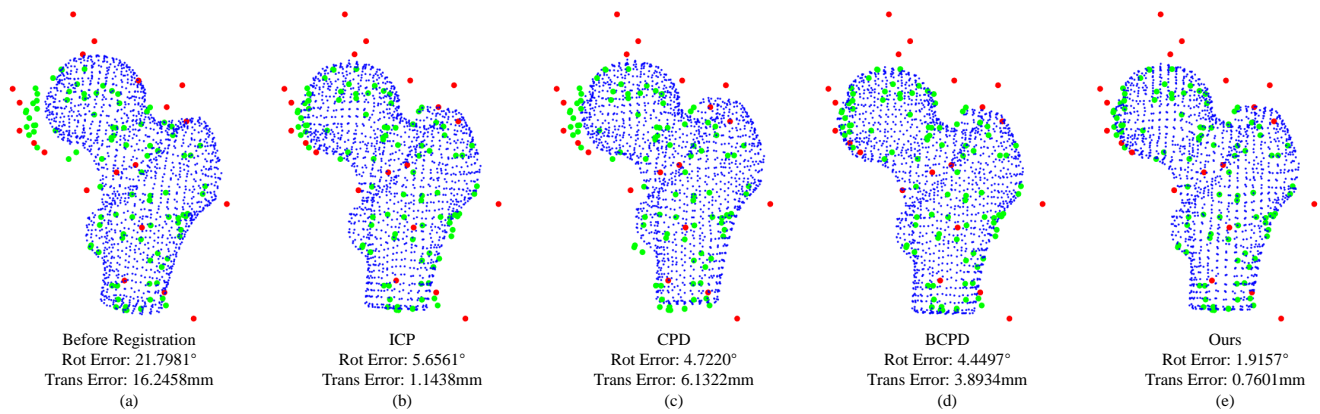 Before Registration
Rot Error: 21.7981°
Trans Error: 16.2458mm
(a)
ICP
Rot Error: 5.6561°
Trans Error: 1.1438mm
(b)
CPD
Rot Error: 4.7220°
Trans Error: 6.1322mm
(c)
BCPD
Rot Error: 4.4497°
Trans Error: 3.8934mm
(d)
Ours
Rot Error: 1.9157°
Trans Error: 0.7601mm
(e)